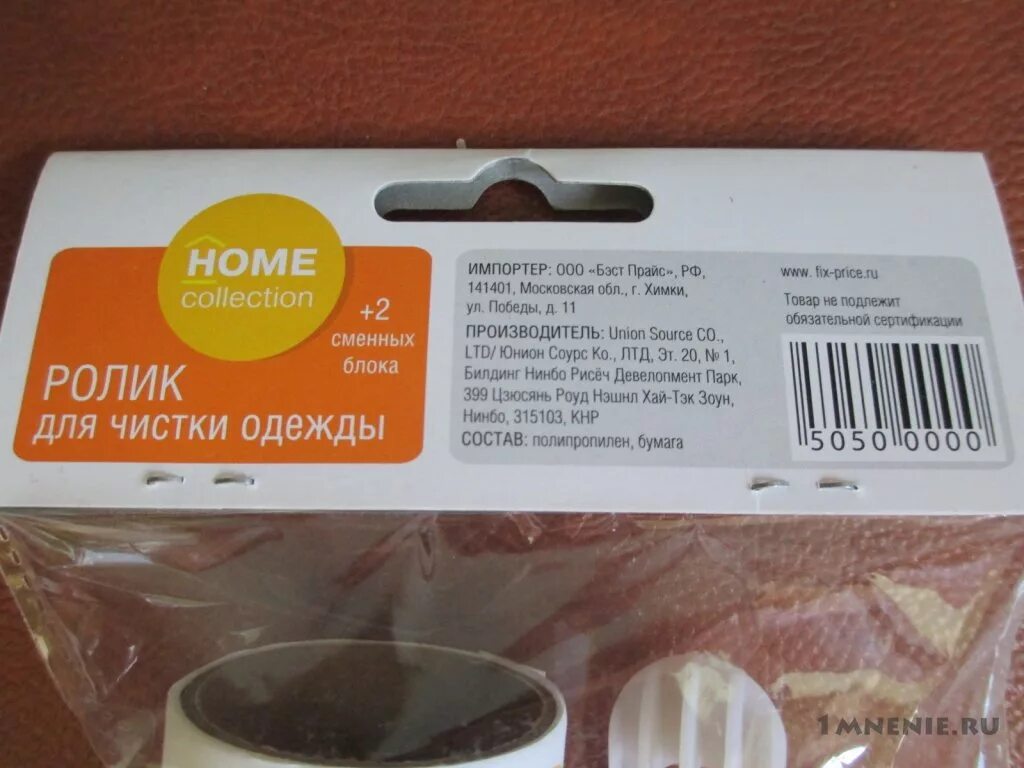 HOME
collection
+2
сменных
блока
РОЛИК
для чистки одежды
ИМПОРТЕР: ООО «Бэст Прайс», РФ,
141401, Московская обл., г. Химки,
ул. Победы, д. 11
ПРОИЗВОДИТЕЛЬ: Union Source CO.,
LTD/ Юнион Соурс Ко., ЛТД, Эт. 20, № 1,
Билдинг Нинбо Рисёч Девелопмент Парк,
399 Цзюсянь Роуд Нэшнл Хай-Тэк Зоун,
Нинбо, 315103, КНР
СОСТАВ: полипропилен, бумага
www. fix-price.ru
Товар не подлежит
обязательной сертификации
5050 0000
1MNENIE.RU